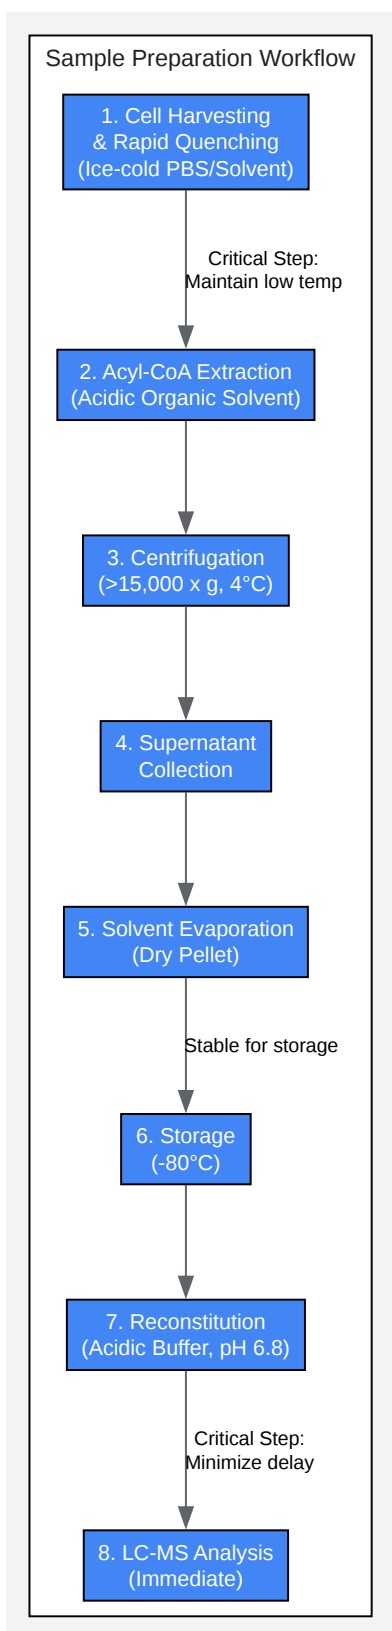 Sample Preparation Workflow
1. Cell Harvesting
& Rapid Quenching
(Ice-cold PBS/Solvent)
Critical Step:
Maintain low temp
2. Acyl-CoA Extraction
(Acidic Organic Solvent)
3. Centrifugation
(>15,000 x g, 4°C)
4. Supernatant
Collection
5. Solvent Evaporation
(Dry Pellet)
Stable for storage
6. Storage
(-80°C)
7. Reconstitution
(Acidic Buffer, pH 6.8)
Critical Step:
Minimize delay
8. LC-MS Analysis
(Immediate)